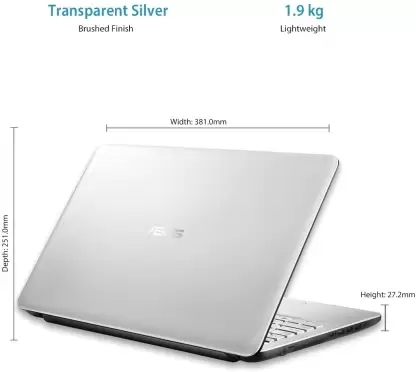 Transparent Silver
Brushed Finish
1.9 kg
Lightweight
Width: 381.0mm
Depth: 251.0mm
ASUS
Height: 27.2mm